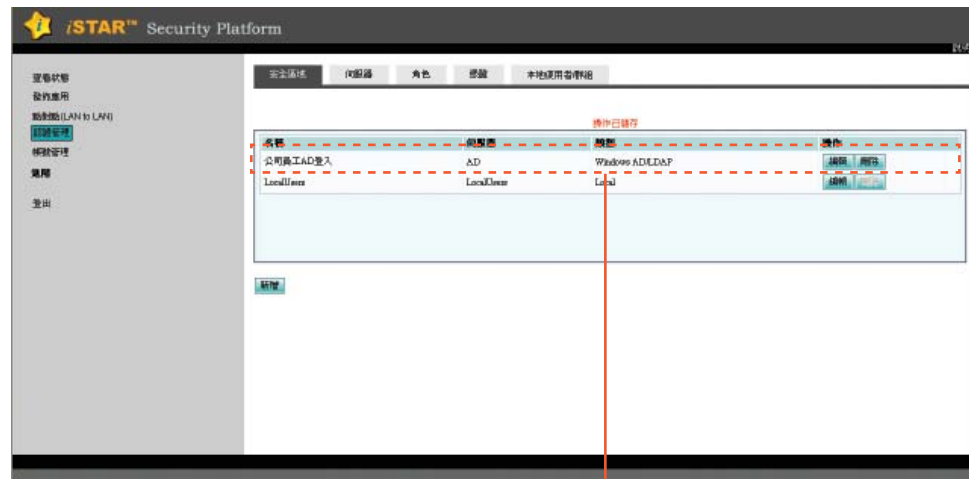 iSTAR™ Security Platform
查看狀態
發佈應用
點對點(LAN to LAN)
認證管理
帳號管理
進階
登出
安全區域 伺服器 角色 標籤 本地使用者/群組
操作已儲存
名稱 伺服器 類型 操作
公司員工AD登入 AD Windows AD/LDAP 編輯 刪除
LocalUsers LocalUsers Local 編輯
新增